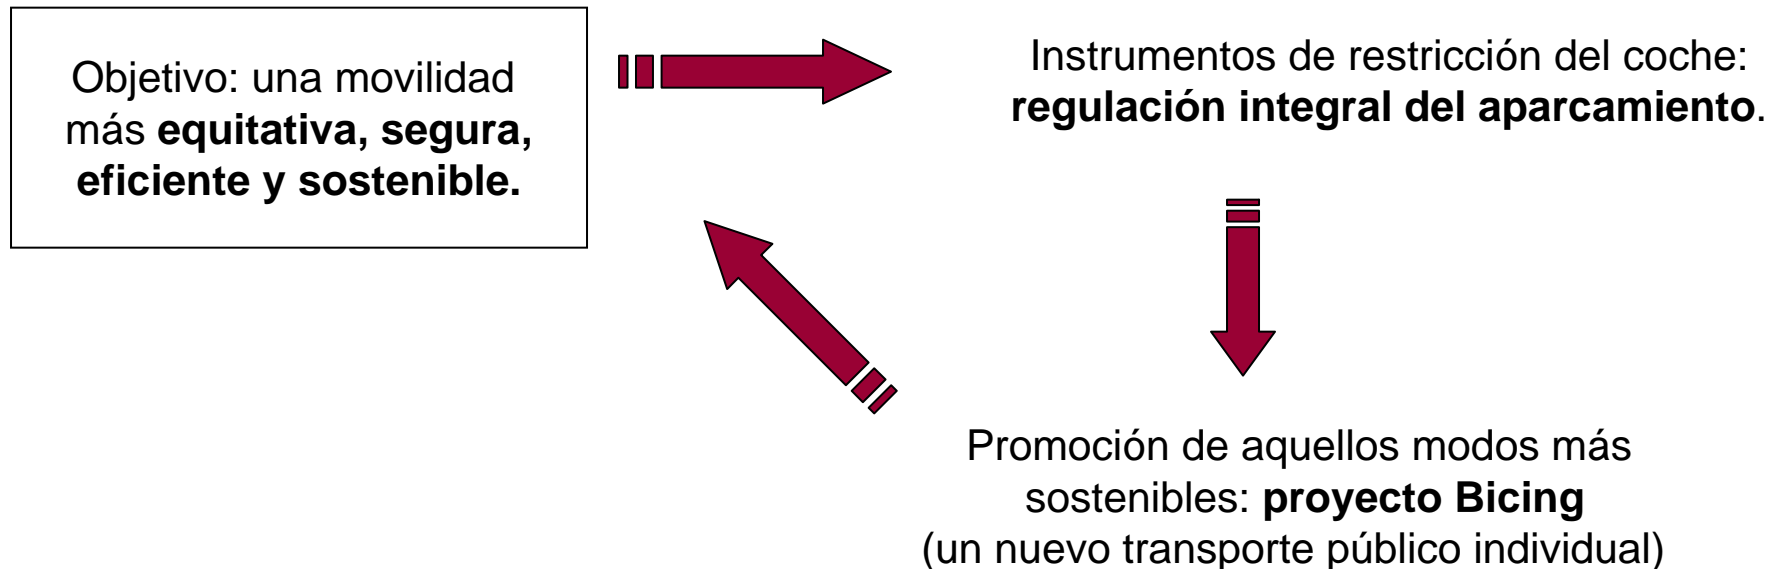 Objetivo: una movilidad
más equitativa, segura,
eficiente y sostenible.
Instrumentos de restricción del coche:
regulación integral del aparcamiento.
Promoción de aquellos modos más
sostenibles: proyecto Bicing
(un nuevo transporte público individual)